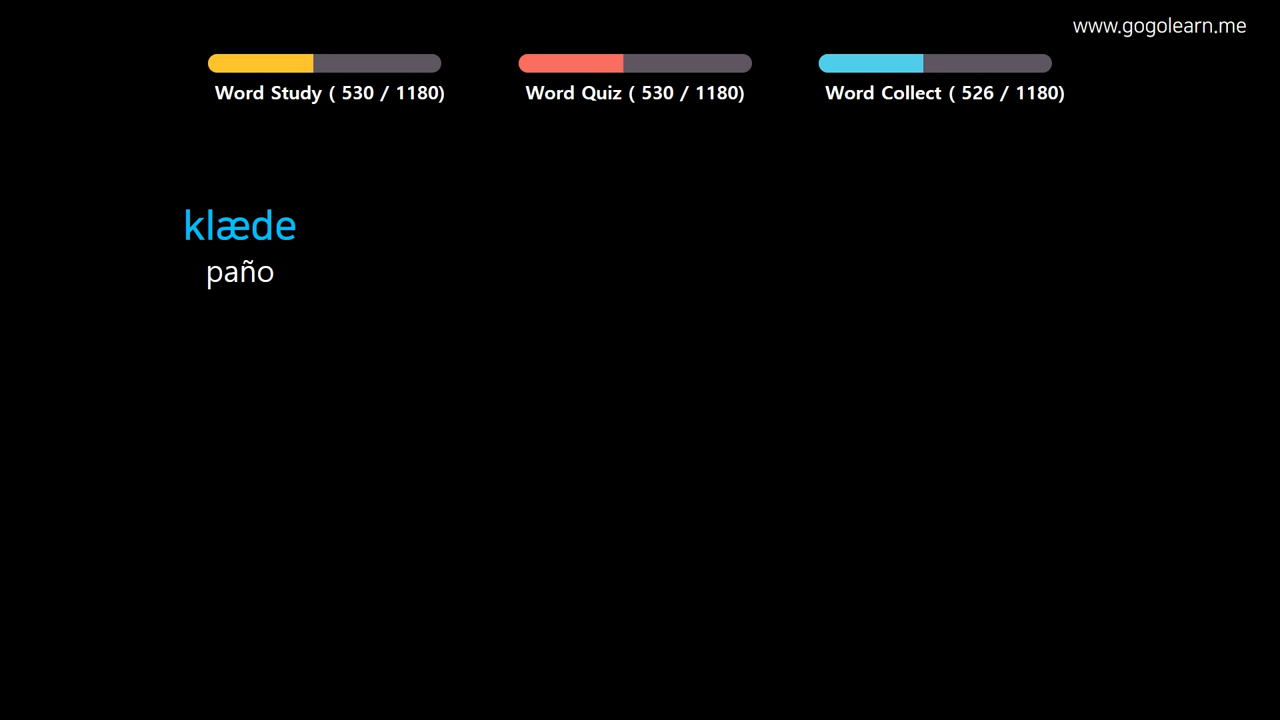 www.gogolearn.me
Word Study ( 530 / 1180)
Word Quiz ( 530 / 1180)
Word Collect ( 526 / 1180)
klæde
paño